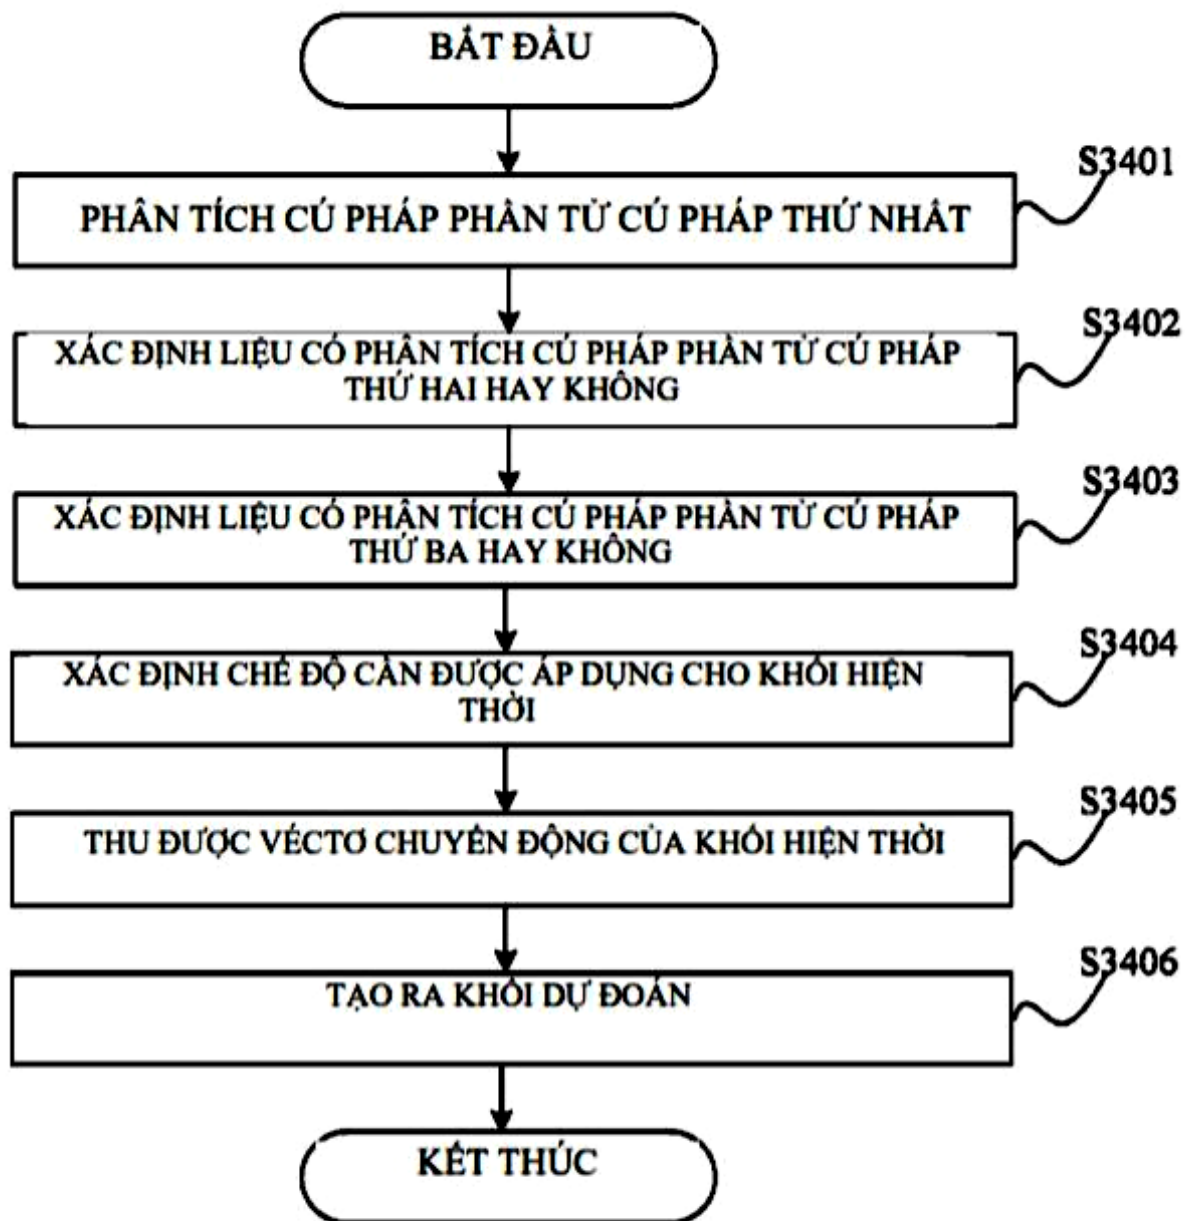 BẮT ĐẦU
S3401
PHÂN TÍCH CÚ PHÁP PHẦN TỬ CÚ PHÁP THỨ NHẤT
S3402
XÁC ĐỊNH LIỆU CÓ PHÂN TÍCH CÚ PHÁP PHẦN TỬ CÚ PHÁP
THỨ HAI HAY KHÔNG
S3403
XÁC ĐỊNH LIỆU CÓ PHÂN TÍCH CÚ PHÁP PHẦN TỬ CÚ PHÁP
THỨ BA HAY KHÔNG
S3404
XÁC ĐỊNH CHẾ ĐỘ CẦN ĐƯỢC ÁP DỤNG CHO KHỐI HIỆN
THỜI
S3405
THU ĐƯỢC VÉCTƠ CHUYỂN ĐỘNG CỦA KHỐI HIỆN THỜI
S3406
TẠO RA KHỐI DỰ ĐOÁN
KẾT THÚC